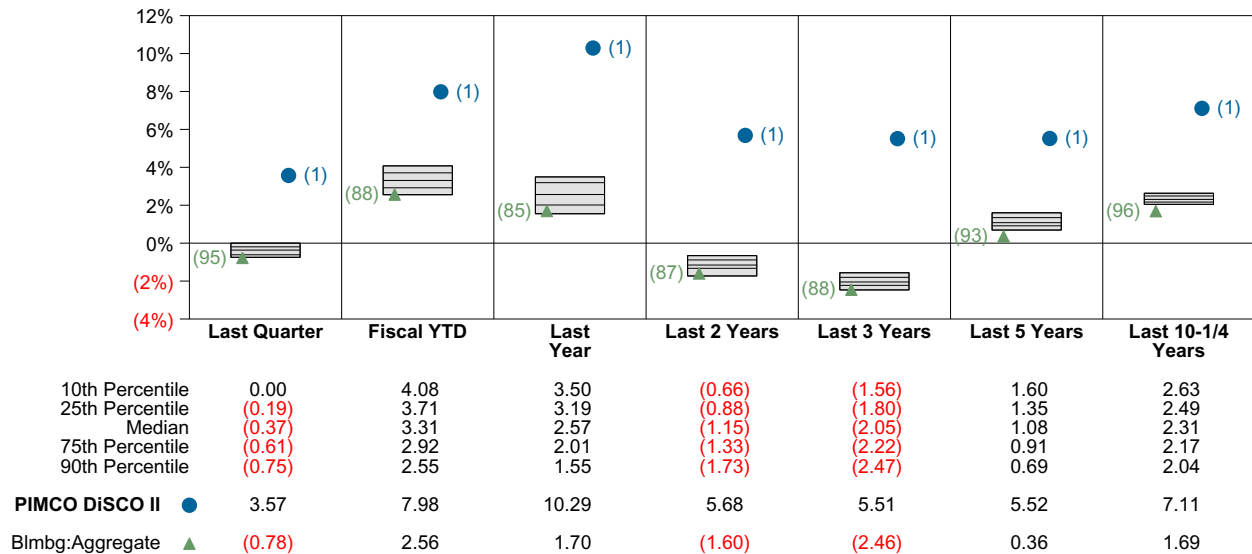 12%
10%
8%
6%
4%
2%
0%
(2%)
(4%)
(1)
(95)
(1)
(88)
(1)
(85)
(1)
(87)
(1)
(88)
(1)
(93)
(1)
(96)
Last Quarter Fiscal YTD Last Year Last 2 Years Last 3 Years Last 5 Years Last 10-1/4 Years
10th Percentile 0.00 4.08 3.50 (0.66) (1.56) 1.60 2.63
25th Percentile (0.19) 3.71 3.19 (0.88) (1.80) 1.35 2.49
Median (0.37) 3.31 2.57 (1.15) (2.05) 1.08 2.31
75th Percentile (0.61) 2.92 2.01 (1.33) (2.22) 0.91 2.17
90th Percentile (0.75) 2.55 1.55 (1.73) (2.47) 0.69 2.04
PIMCO DiSCO II 3.57 7.98 10.29 5.68 5.51 5.52 7.11
Blmbg:Aggregate (0.78) 2.56 1.70 (1.60) (2.46) 0.36 1.69